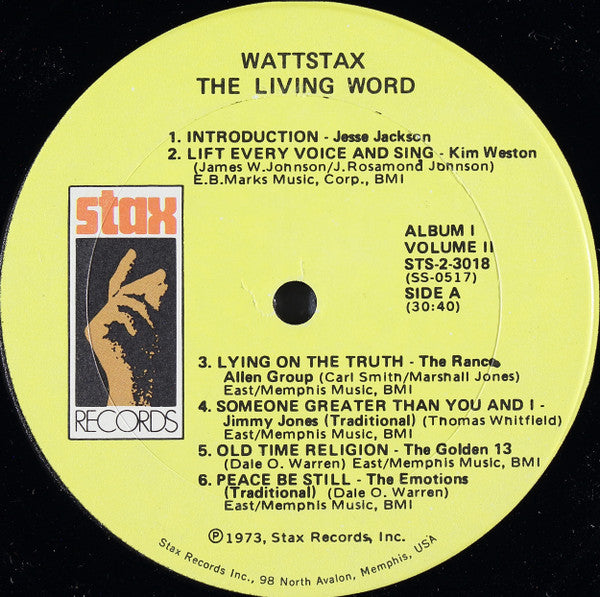 WATTSTAX
THE LIVING WORD
1. INTRODUCTION - Jesse Jackson
2. LIFT EVERY VOICE AND SING - Kim Weston
(James W.Johnson/J.Rosamond Johnson)
E.B.Marks Music, Corp., BMI
stax
RECORDS
ALBUM I
VOLUME II
STS-2-3018
(SS-0517)
SIDE A
(30:40)
3. LYING ON THE TRUTH - The Rance
Allen Group (Carl Smith/Marshall Jones)
East/Memphis Music, BMI
4. SOMEONE GREATER THAN YOU AND I -
Jimmy Jones (Traditional) (Thomas Whitfield)
East/Memphis Music, BMI
5. OLD TIME RELIGION - The Golden 13
(Dale O. Warren) East/Memphis Music, BMI
6. PEACE BE STILL - The Emotions
(Traditional) (Dale O. Warren)
East/Memphis Music, BMI
℗1973, Stax Records, Inc.
Stax Records Inc., 98 North Avalon, Memphis, USA